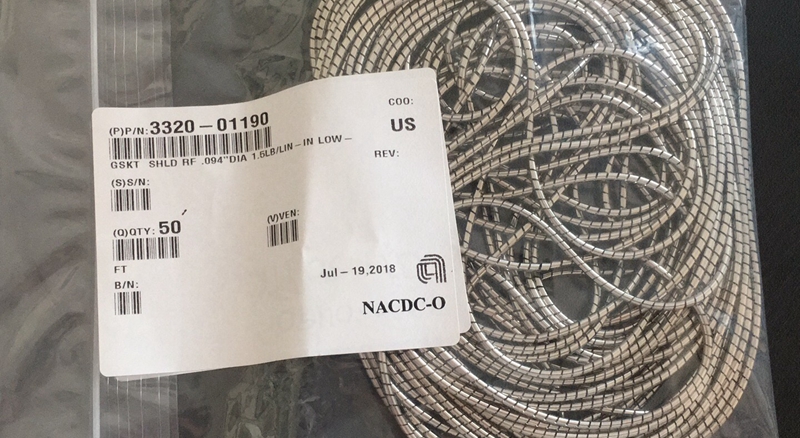 (P)P/N: 3320-01190
COO:
US
GSKT SHLD RF .094"DIA 1.6LB/LIN-IN LOW-
REV:
(S)S/N:
(Q)QTY: 50
(V)VEN:
FT
Jul-19,2018
B/N:
NACDC-O